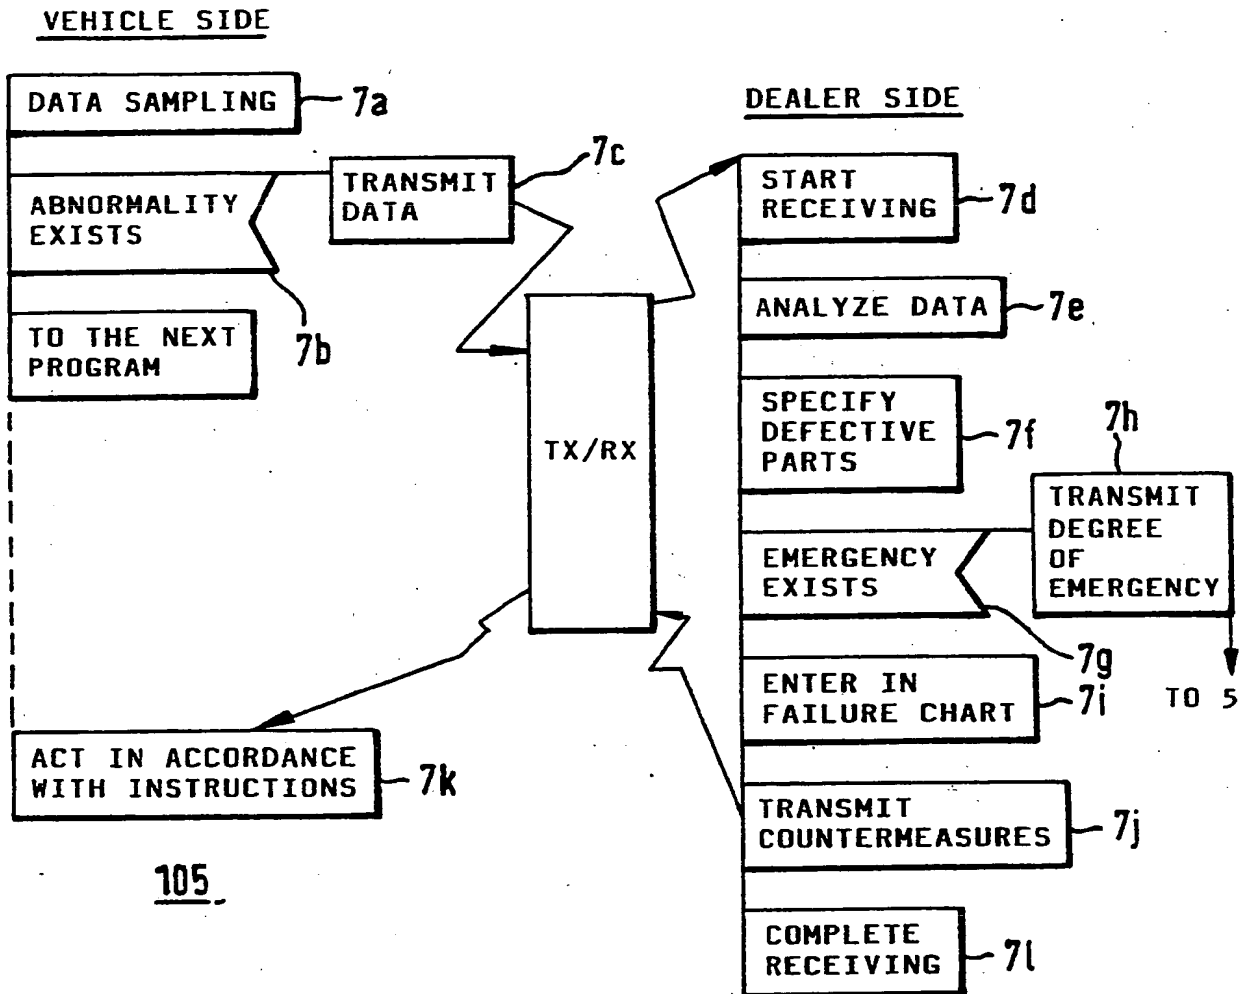 VEHICLE SIDE
DATA SAMPLING
7a
ABNORMALITY
EXISTS
7b
TRANSMIT
DATA
7c
TO THE NEXT
PROGRAM
TX/RX
ACT IN ACCORDANCE
WITH INSTRUCTIONS
7k
105
DEALER SIDE
START
RECEIVING
7d
ANALYZE DATA
7e
SPECIFY
DEFECTIVE
PARTS
7f
EMERGENCY
EXISTS
7g
TRANSMIT
DEGREE
OF
EMERGENCY
7h
TO 5
ENTER IN
FAILURE CHART
7i
TRANSMIT
COUNTERMEASURES
7j
COMPLETE
RECEIVING
7l